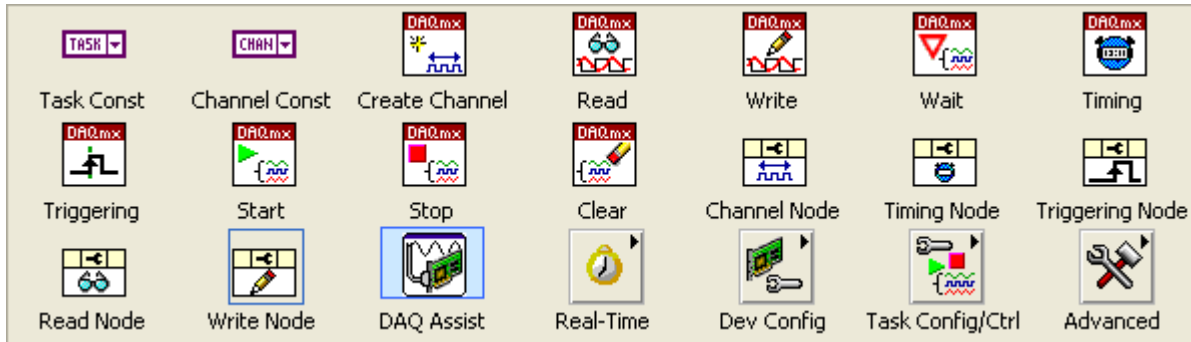 TASK CHAN DAQmx DAQmx DAQmx DAQmx DAQmx
Task Const Channel Const Create Channel Read Write Wait Timing
DAQmx DAQmx DAQmx DAQmx
Triggering Start Stop Clear Channel Node Timing Node Triggering Node
Read Node Write Node DAQ Assist Real-Time Dev Config Task Config/Ctrl Advanced